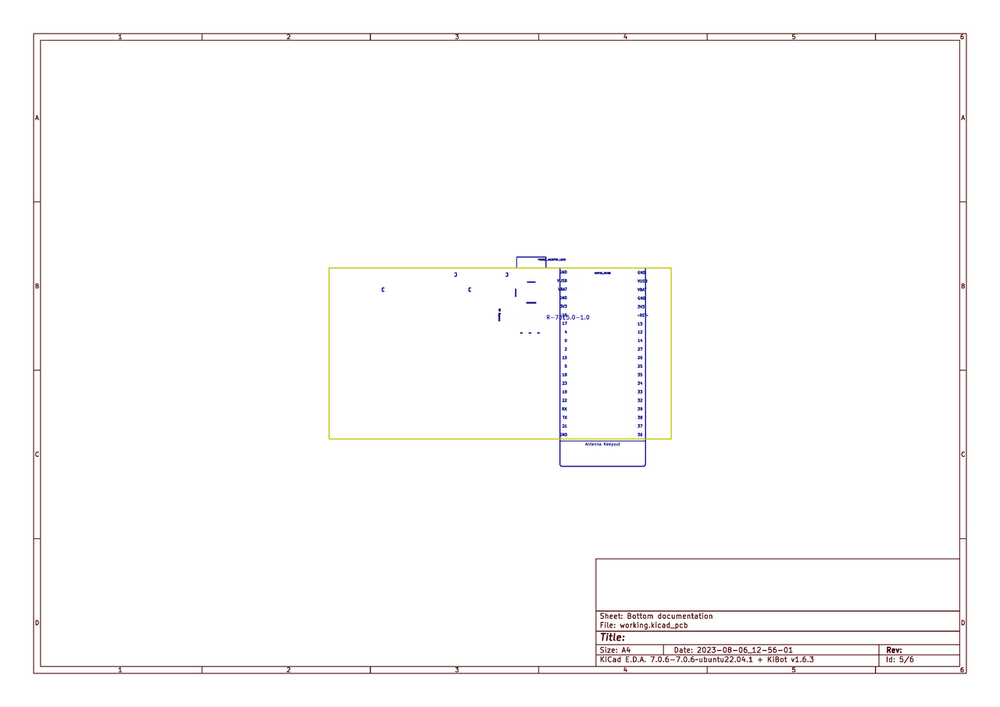 1 2 3 4 5 6
A A
J J
GND GND
VUSB VUSB
B B
E E VBAT VBAT
GND GND
3V3 3V3
R-78E5.0-1.0 -RST-
17 13
4 12
0 14
2 27
15 26
5 25
18 35
23 34
19 33
22 32
RX 39
TX 38
21 37
GND 36
Antenna Keepout
C C
Sheet: Bottom documentation
File: working.kicad_pcb
D D
Title:
Size: A4 Date: 2023-08-06_12-56-01 Rev:
KiCad E.D.A. 7.0.6-7.0.6~ubuntu22.04.1 + KiBot v1.6.3 Id: 5/6
1 2 3 4 5 6